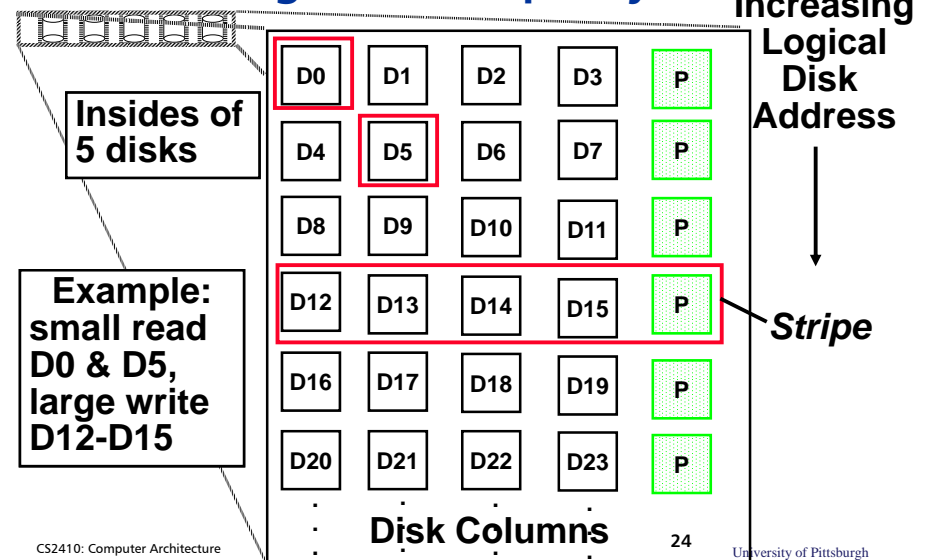 Increasing
Logical
Disk
Address
Insides of
5 disks
D0 D1 D2 D3 P
D4 D5 D6 D7 P
D8 D9 D10 D11 P
Example:
small read
D0 & D5,
large write
D12-D15
D12 D13 D14 D15 P
Stripe
D16 D17 D18 D19 P
D20 D21 D22 D23 P
Disk Columns
CS2410: Computer Architecture
24
University of Pittsburgh